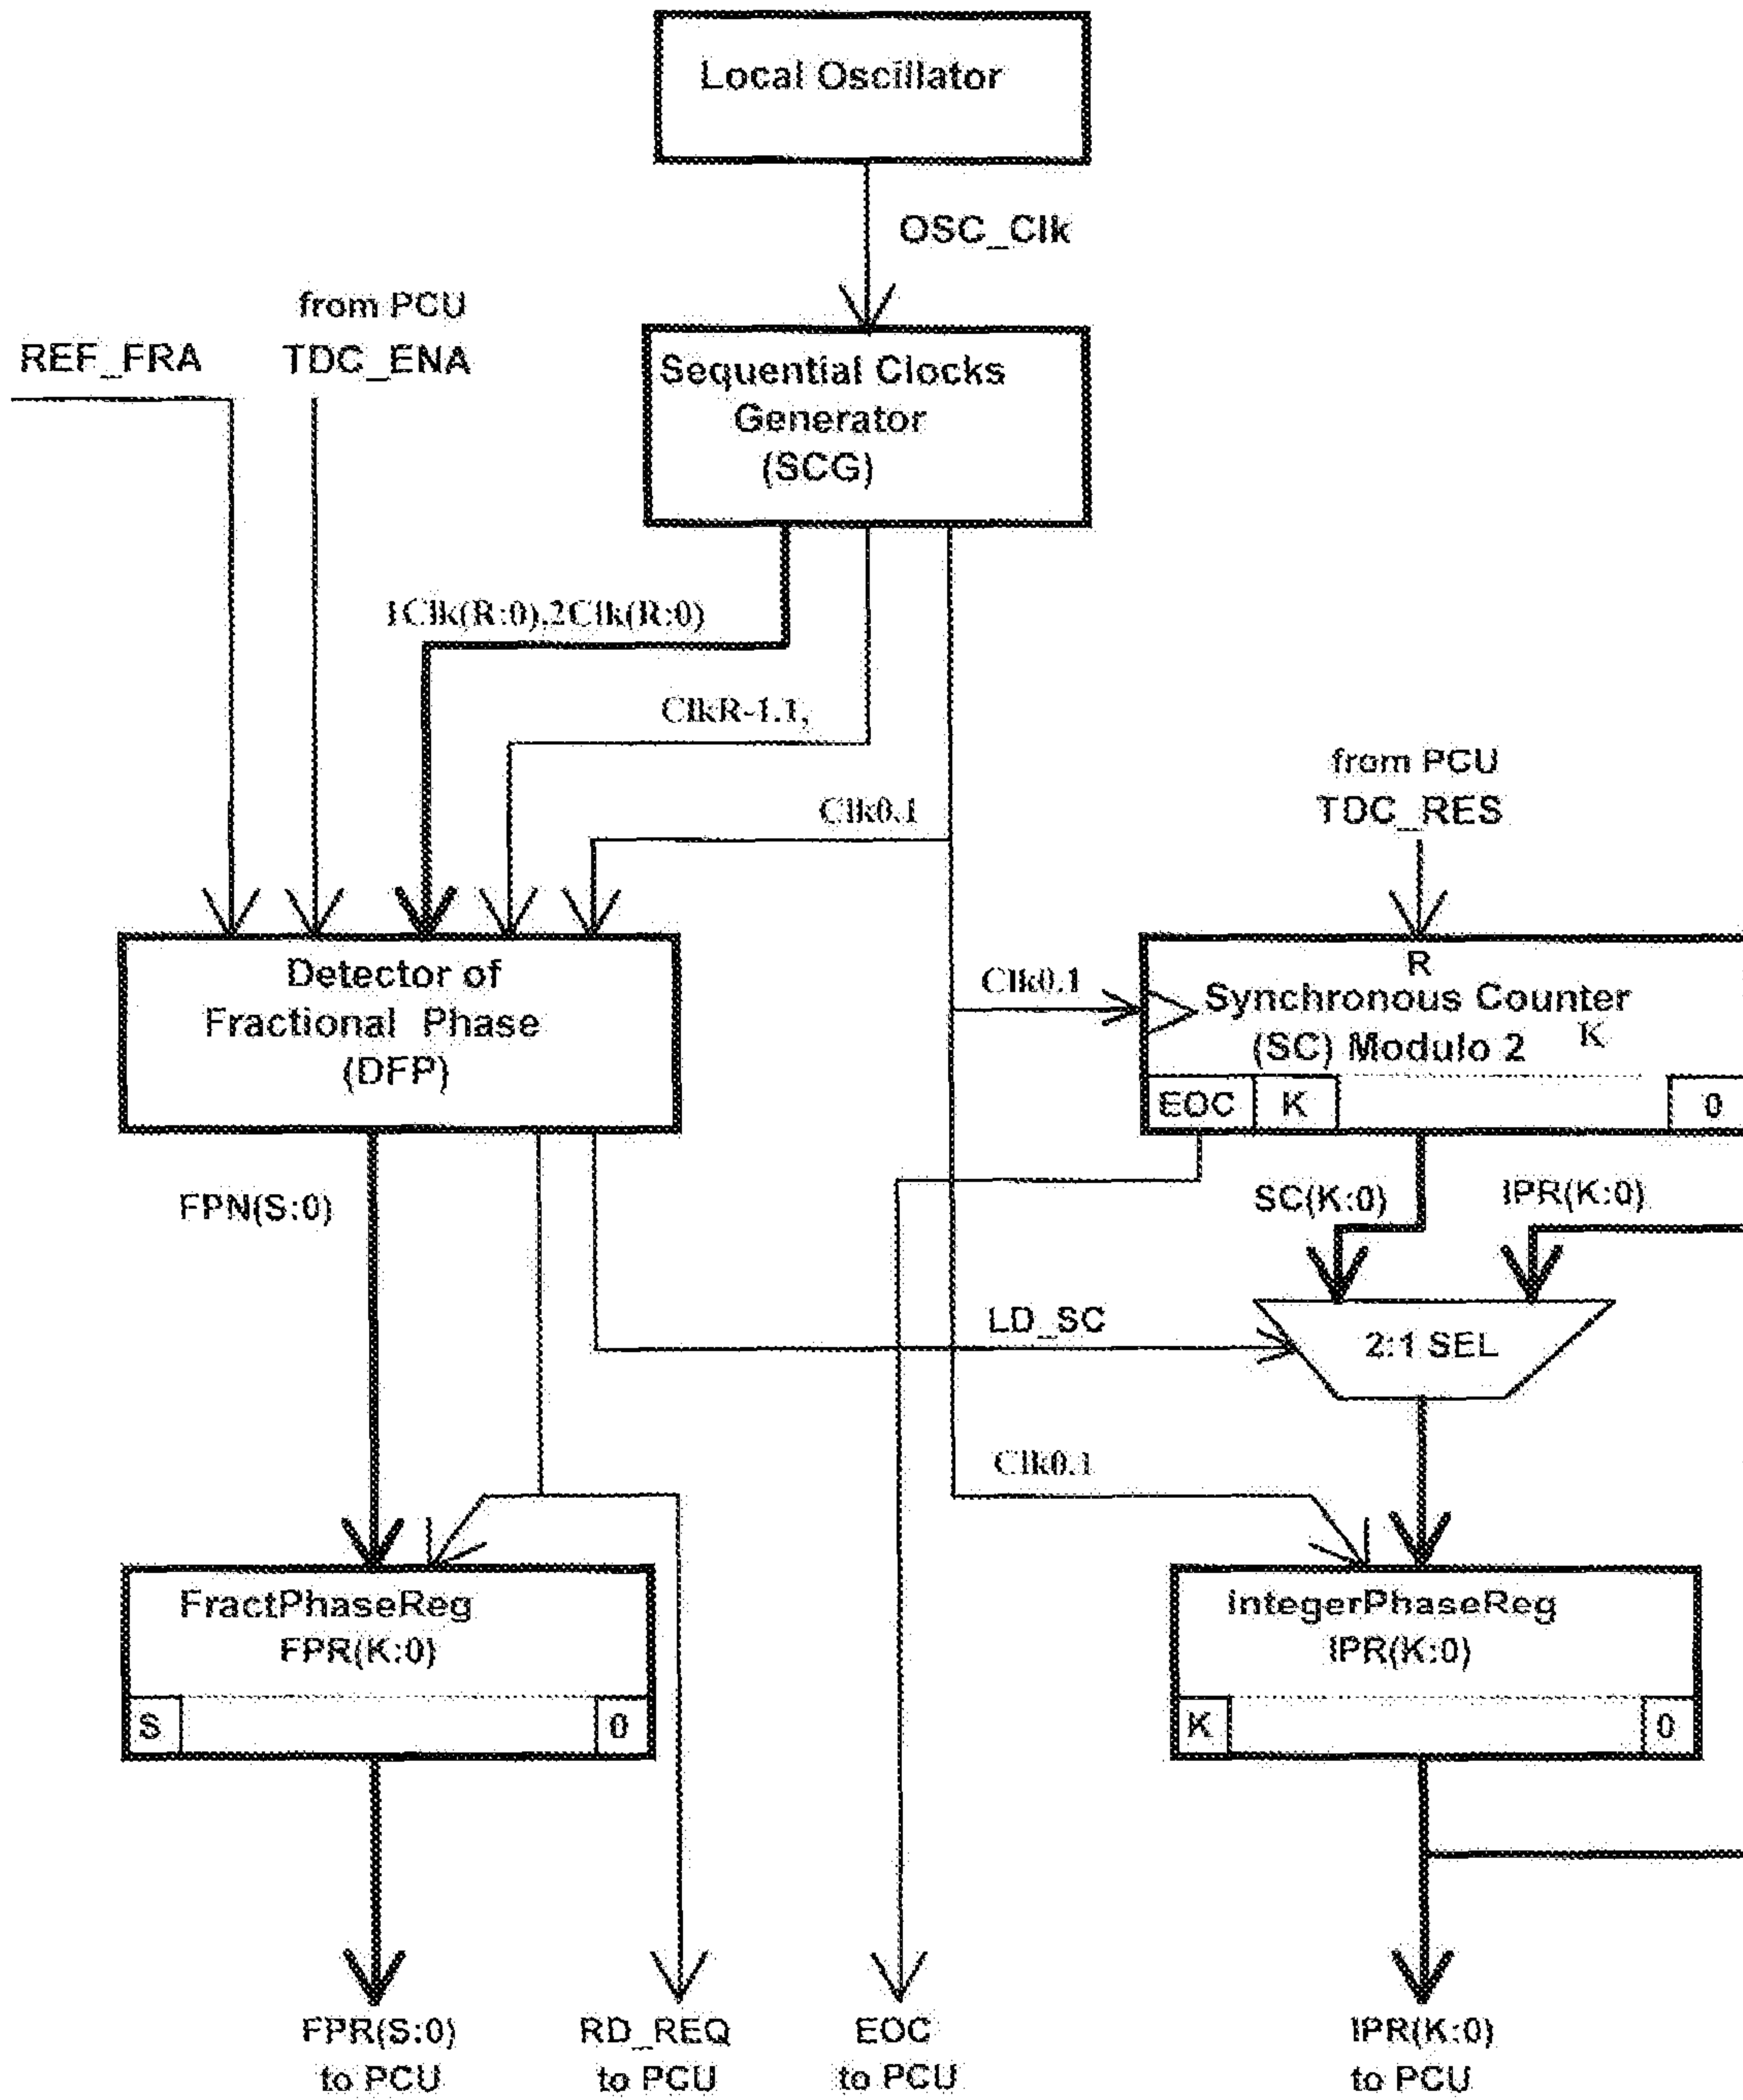 Local Oscillator
OSC_Clk
from PCU
REF_FRA
TDC_ENA
Sequential Clocks
Generator
(SCG)
1Clk(R:0),2Clk(R:0)
ClkR-1.1,
Clk0.1
from PCU
TDC_RES
Detector of
Fractional Phase
(DFP)
Clk0.1
R
Synchronous Counter
(SC) Modulo 2 K
EOC K 0
FPN(S:0)
SC(K:0)
IPR(K:0)
LD_SC
2:1 SEL
Clk0.1
FractPhaseReg
FPR(K:0)
S 0
integerPhaseReg
IPR(K:0)
K 0
FPR(S:0)
to PCU
RD_REQ
to PCU
EOC
to PCU
IPR(K:0)
to PCU